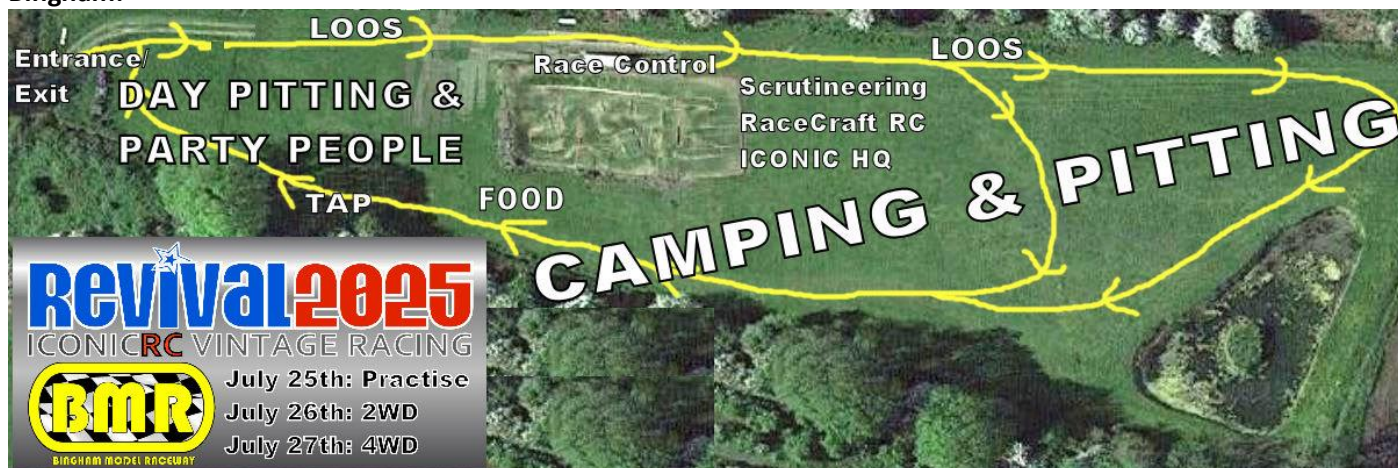 LOOS
LOOS
Entrance/
Exit
Race Control
DAY PITTING &
PARTY PEOPLE
Scrutineering
RaceCraft RC
ICONIC HQ
CAMPING & PITTING
TAP
FOOD
REViVal2025
ICONICRC VINTAGE RACING
BMR
BINGHAM MODEL RACEWAY
July 25th: Practise
July 26th: 2WD
July 27th: 4WD